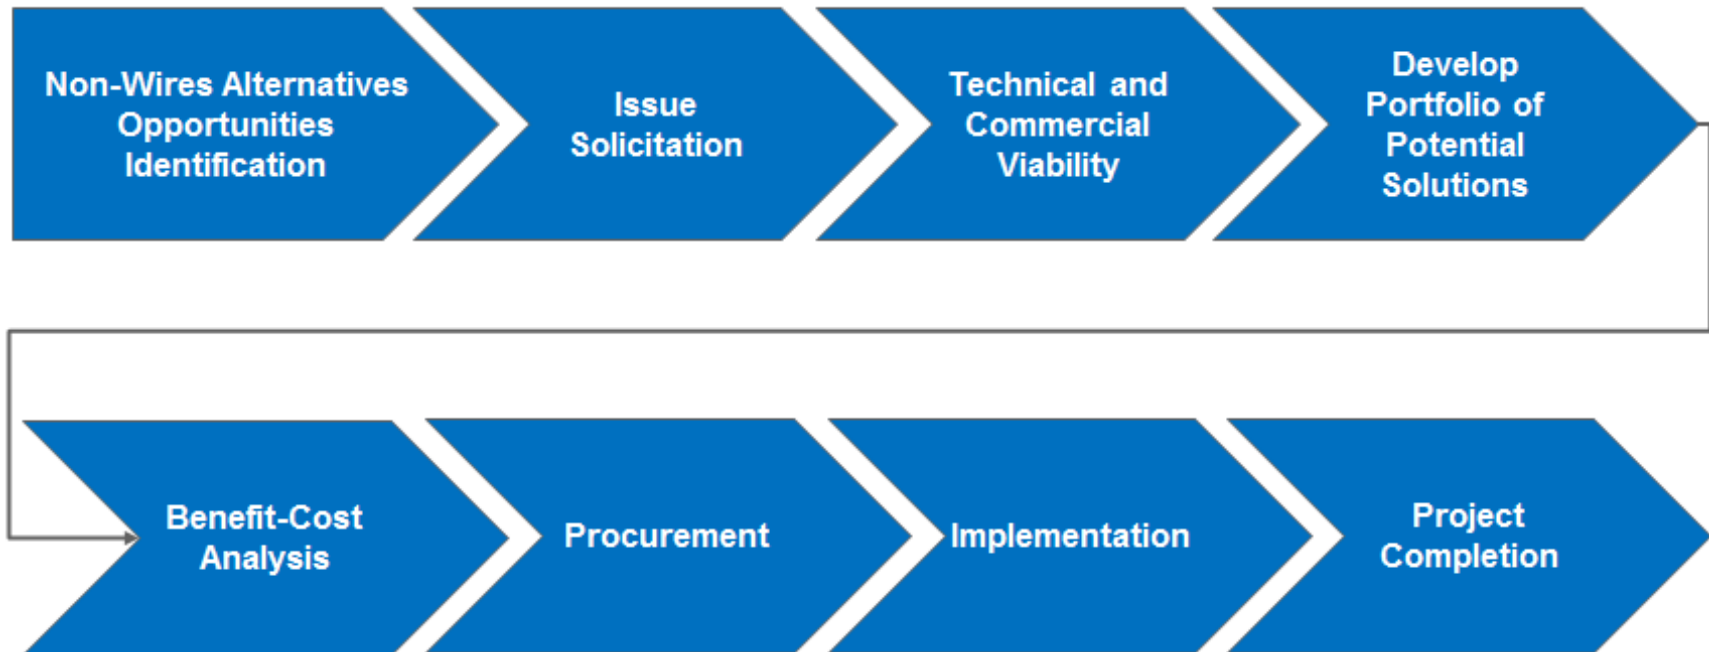 Non-Wires Alternatives
Opportunities
Identification
Issue
Solicitation
Technical and
Commercial
Viability
Develop
Portfolio of
Potential
Solutions
Benefit-Cost
Analysis
Procurement
Implementation
Project
Completion